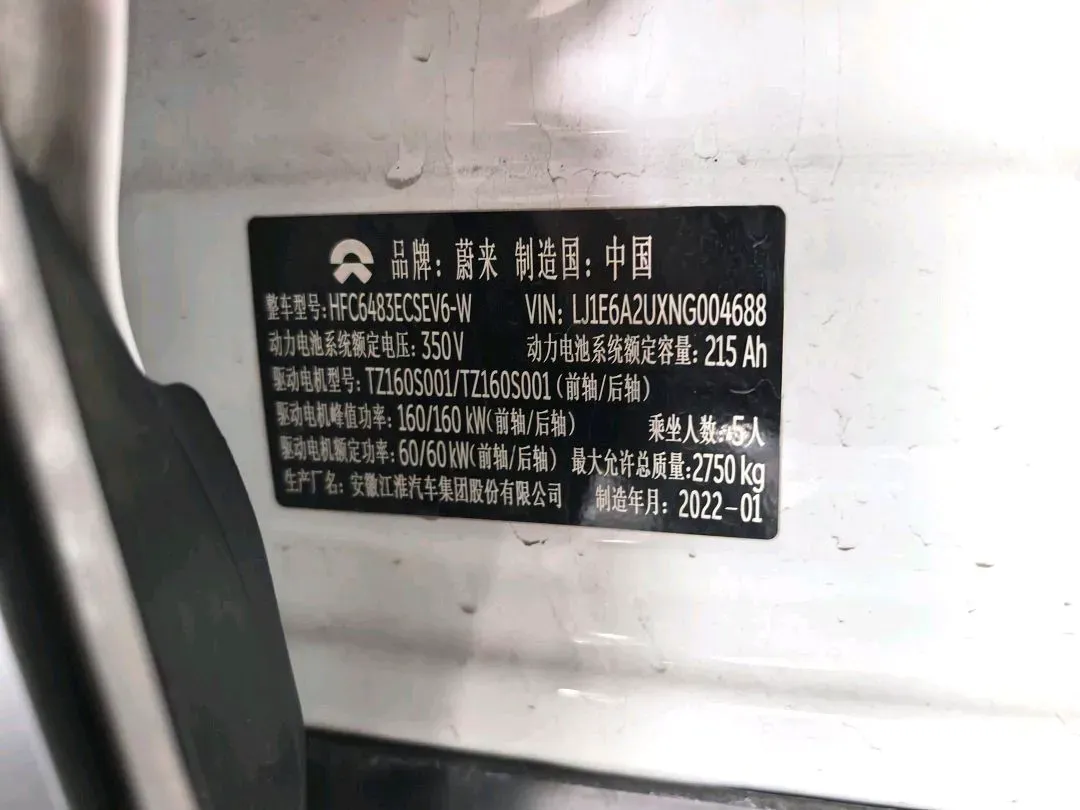 品牌：蔚来 制造国：中国
整车型号：HFC6483ECSEV6-W VIN：LJ1E6A2UXNG004688
动力电池系统额定电压：350V 动力电池系统额定容量：215 Ah
驱动电机型号：TZ160S001/TZ160S001（前轴/后轴）
驱动电机峰值功率：160/160 kW（前轴/后轴） 乘坐人数：5人
驱动电机额定功率：60/60 kW（前轴/后轴） 最大允许总质量：2750 kg
生产厂名：安徽江淮汽车集团股份有限公司 制造年月：2022-01